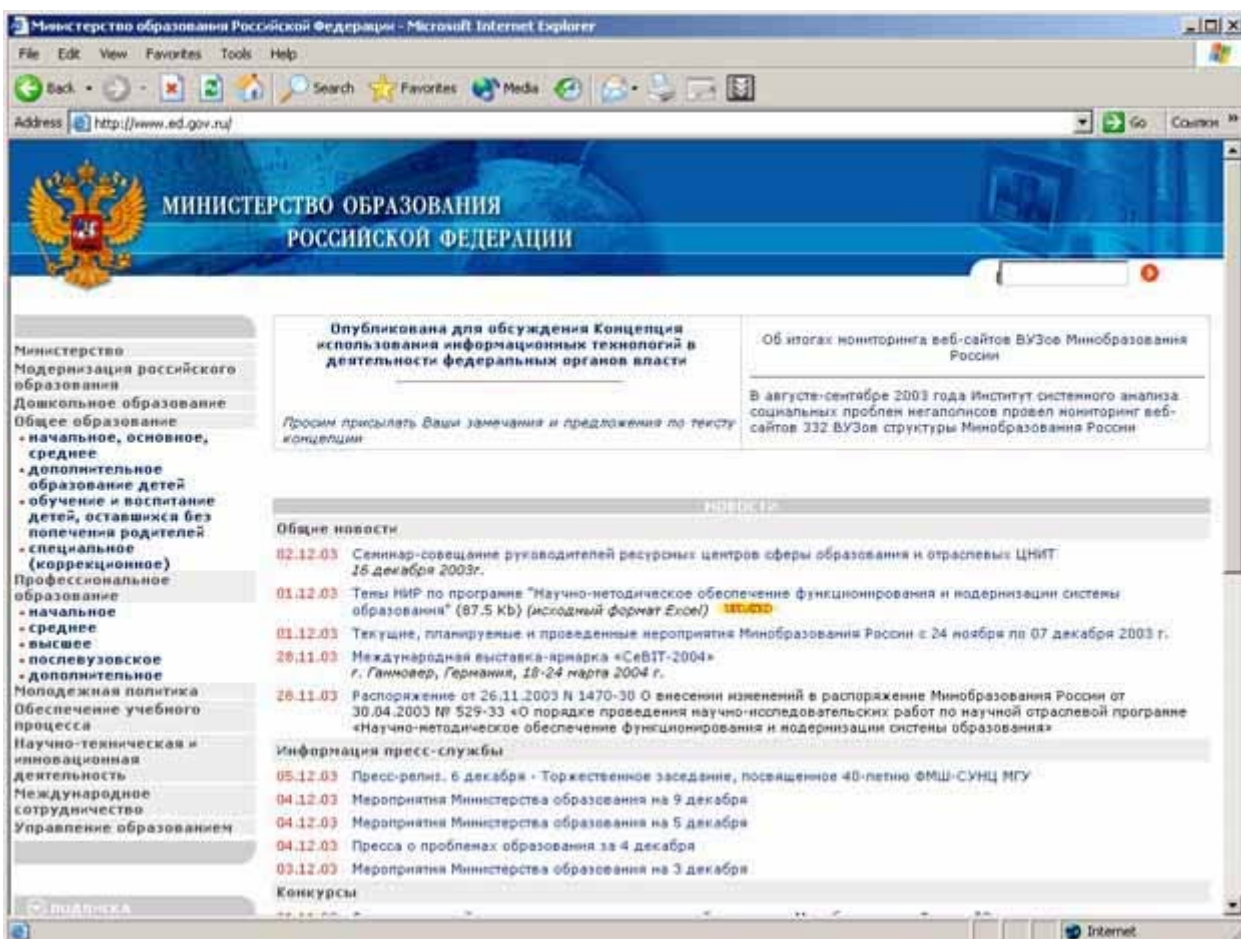 Министерство образования Российской Федерации - Microsoft Internet Explorer
File Edit View Favorites Tools Help
Back Search Favorites Media
Address http://www.ed.gov.ru/ Go Ссылки
МИНИСТЕРСТВО ОБРАЗОВАНИЯ
РОССИЙСКОЙ ФЕДЕРАЦИИ
Министерство
Модернизация российского
образования
Дошкольное образование
Общее образование
начальное, основное,
среднее
дополнительное
образование детей
обучение и воспитание
детей, оставшихся без
попечения родителей
специальное
(коррекционное)
Профессиональное
образование
начальное
среднее
высшее
послевузовское
дополнительное
Молодежная политика
Обеспечение учебного
процесса
Научно-техническая и
инновационная
деятельность
Международное
сотрудничество
Управление образованием
ПОДПИСКА
Опубликована для обсуждения Концепция
использования информационных технологий в
деятельности федеральных органов власти
Просим присылать Ваши замечания и предложения по тексту
концепции
Об итогах мониторинга веб-сайтов ВУЗов Минобразования
России
В августе-сентябре 2003 года Институт системного анализа
социальных проблем мегаполисов провел мониторинг веб-
сайтов 332 ВУЗов структуры Минобразования России
НОВОСТИ
Общие новости
02.12.03 Семинар-совещание руководителей ресурсных центров сферы образования и отраслевых ЦНИТ
16 декабря 2003г.
01.12.03 Темы НИР по программе "Научно-методическое обеспечение функционирования и модернизации системы
образования" (87.5 Kb) (исходный формат Excel)
01.12.03 Текущие, планируемые и проведенные мероприятия Минобразования России с 24 ноября по 07 декабря 2003 г.
28.11.03 Международная выставка-ярмарка «CeBIT-2004»
г. Ганновер, Германия, 18-24 марта 2004 г.
28.11.03 Распоряжение от 26.11.2003 N 1470-30 О внесении изменений в распоряжение Минобразования России от
30.04.2003 № 529-33 «О порядке проведения научно-исследовательских работ по научной отраслевой программе
«Научно-методическое обеспечение функционирования и модернизации системы образования»
Информация пресс-службы
05.12.03 Пресс-релиз. 6 декабря - Торжественное заседание, посвященное 40-летию ФМШ-СУНЦ МГУ
04.12.03 Мероприятия Министерства образования на 9 декабря
04.12.03 Мероприятия Министерства образования на 5 декабря
04.12.03 Пресса о проблемах образования за 4 декабря
03.12.03 Мероприятия Министерства образования на 3 декабря
Конкурсы
Internet